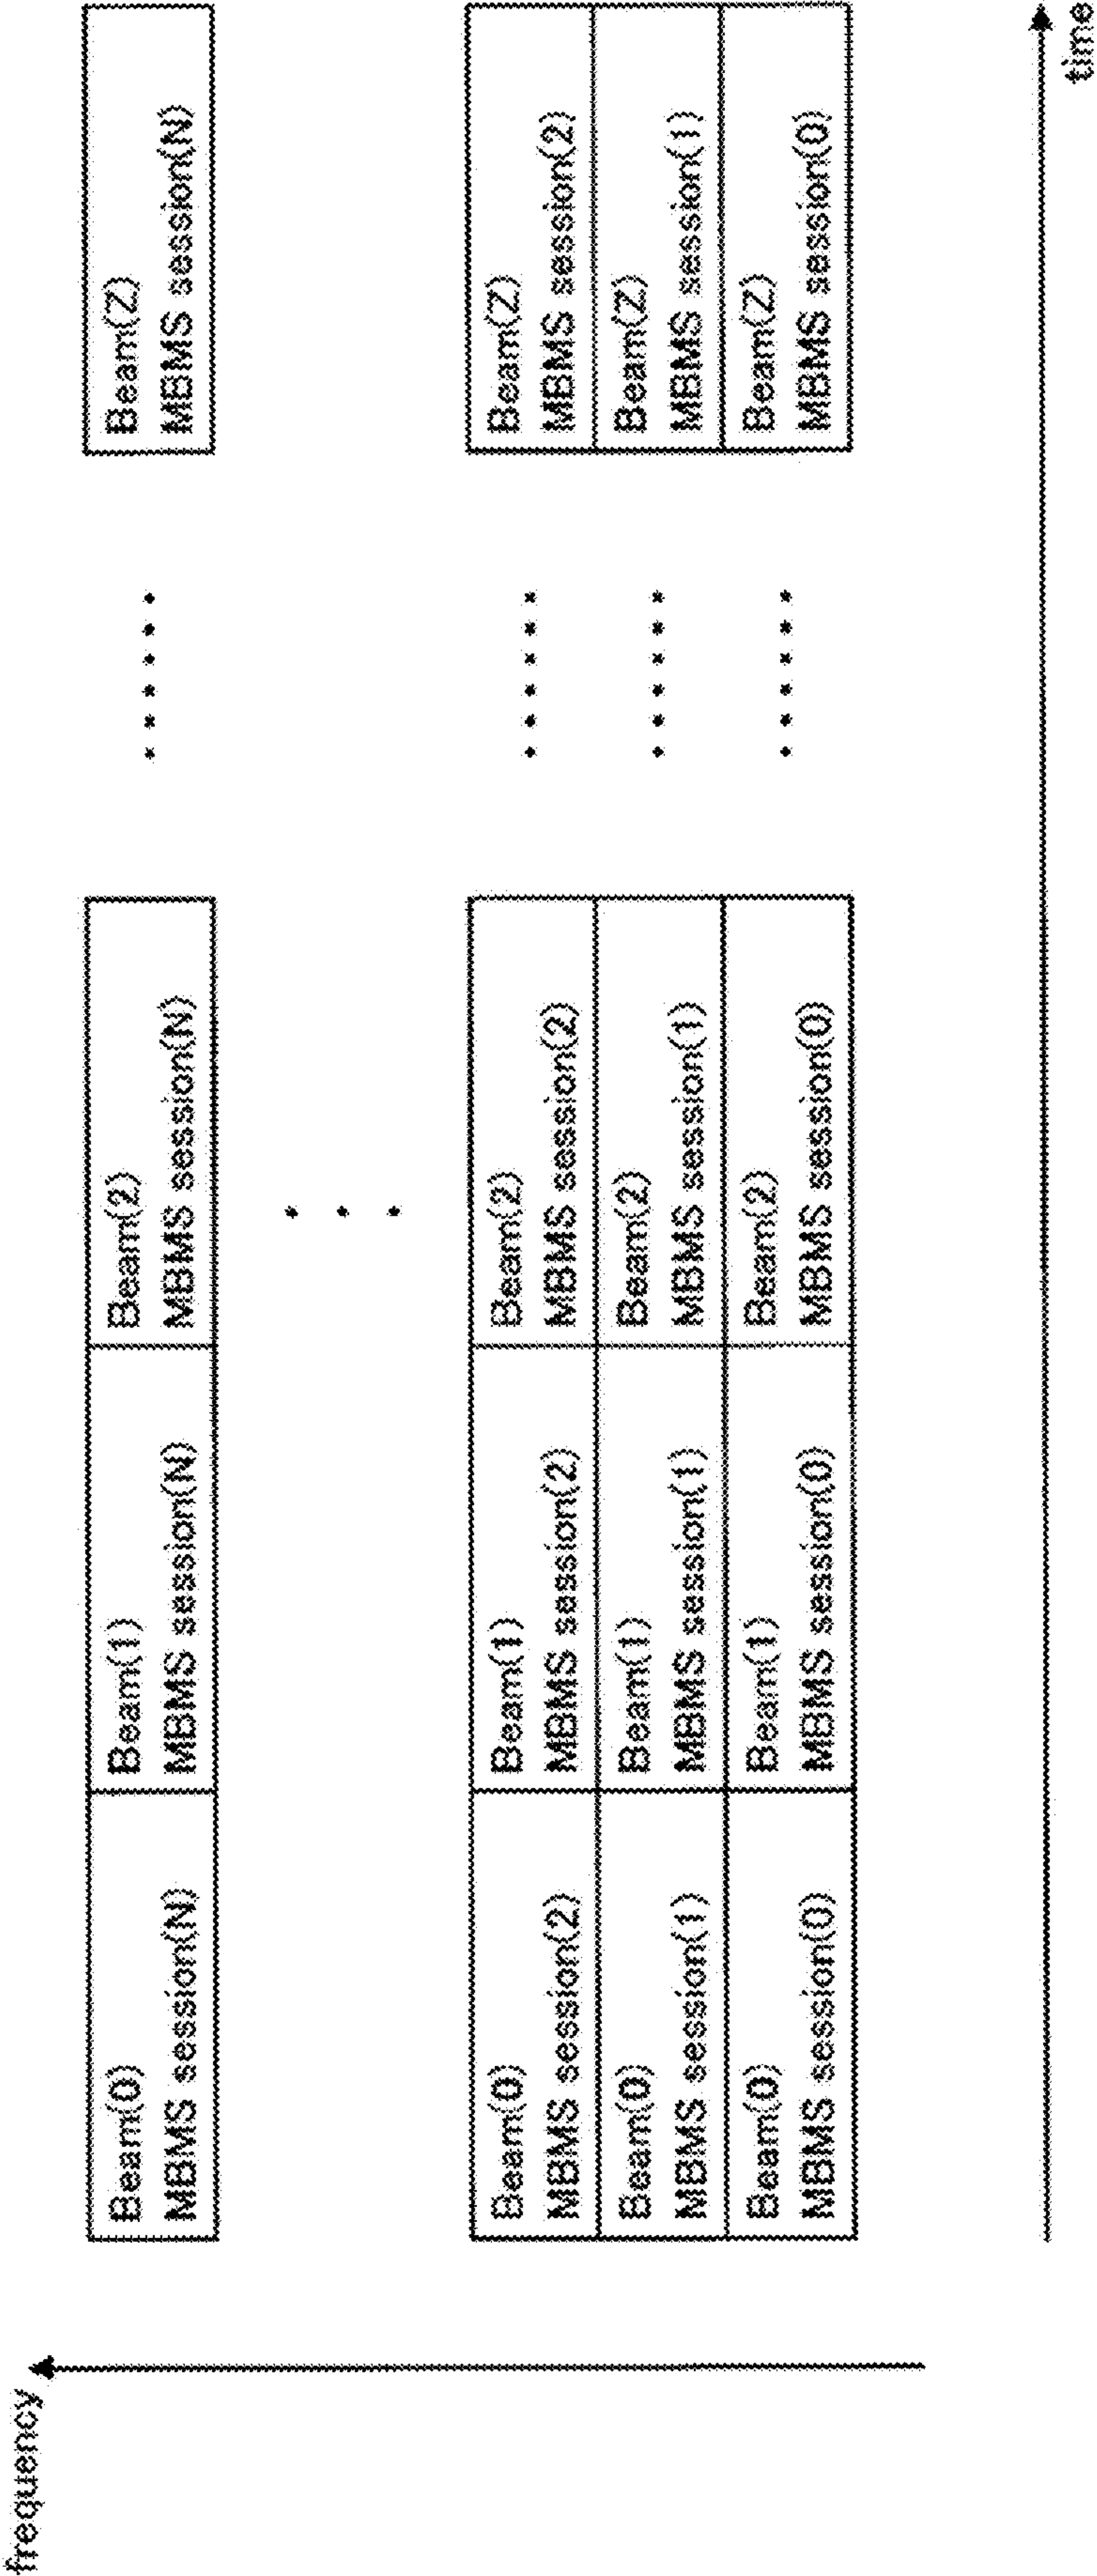 frequency
Beam(0)
MBMS session(N)
Beam(1)
MBMS session(N)
Beam(2)
MBMS session(N)
Beam(Z)
MBMS session(N)
Beam(0)
MBMS session(2)
Beam(1)
MBMS session(2)
Beam(2)
MBMS session(2)
Beam(Z)
MBMS session(2)
Beam(0)
MBMS session(1)
Beam(1)
MBMS session(1)
Beam(2)
MBMS session(1)
Beam(Z)
MBMS session(1)
Beam(0)
MBMS session(0)
Beam(1)
MBMS session(0)
Beam(2)
MBMS session(0)
Beam(Z)
MBMS session(0)
time